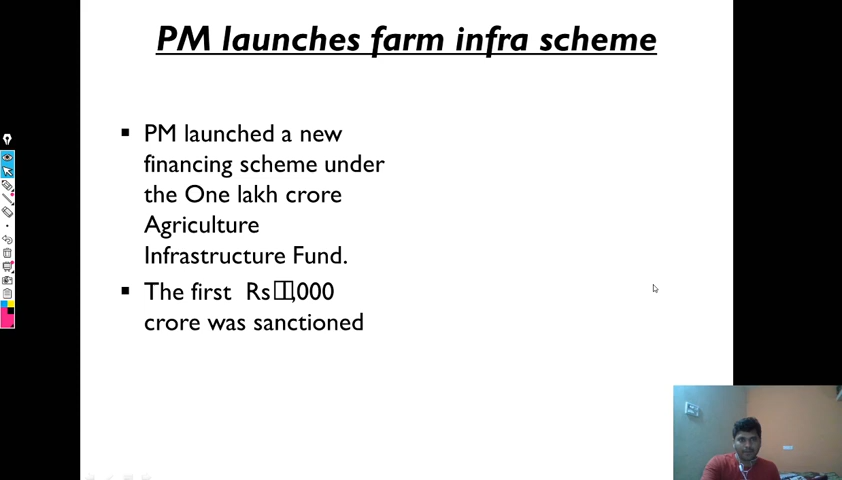 PM launches farm infra scheme
▪ PM launched a new
financing scheme under
the One lakh crore
Agriculture
Infrastructure Fund.
▪ The first Rs ,000
crore was sanctioned